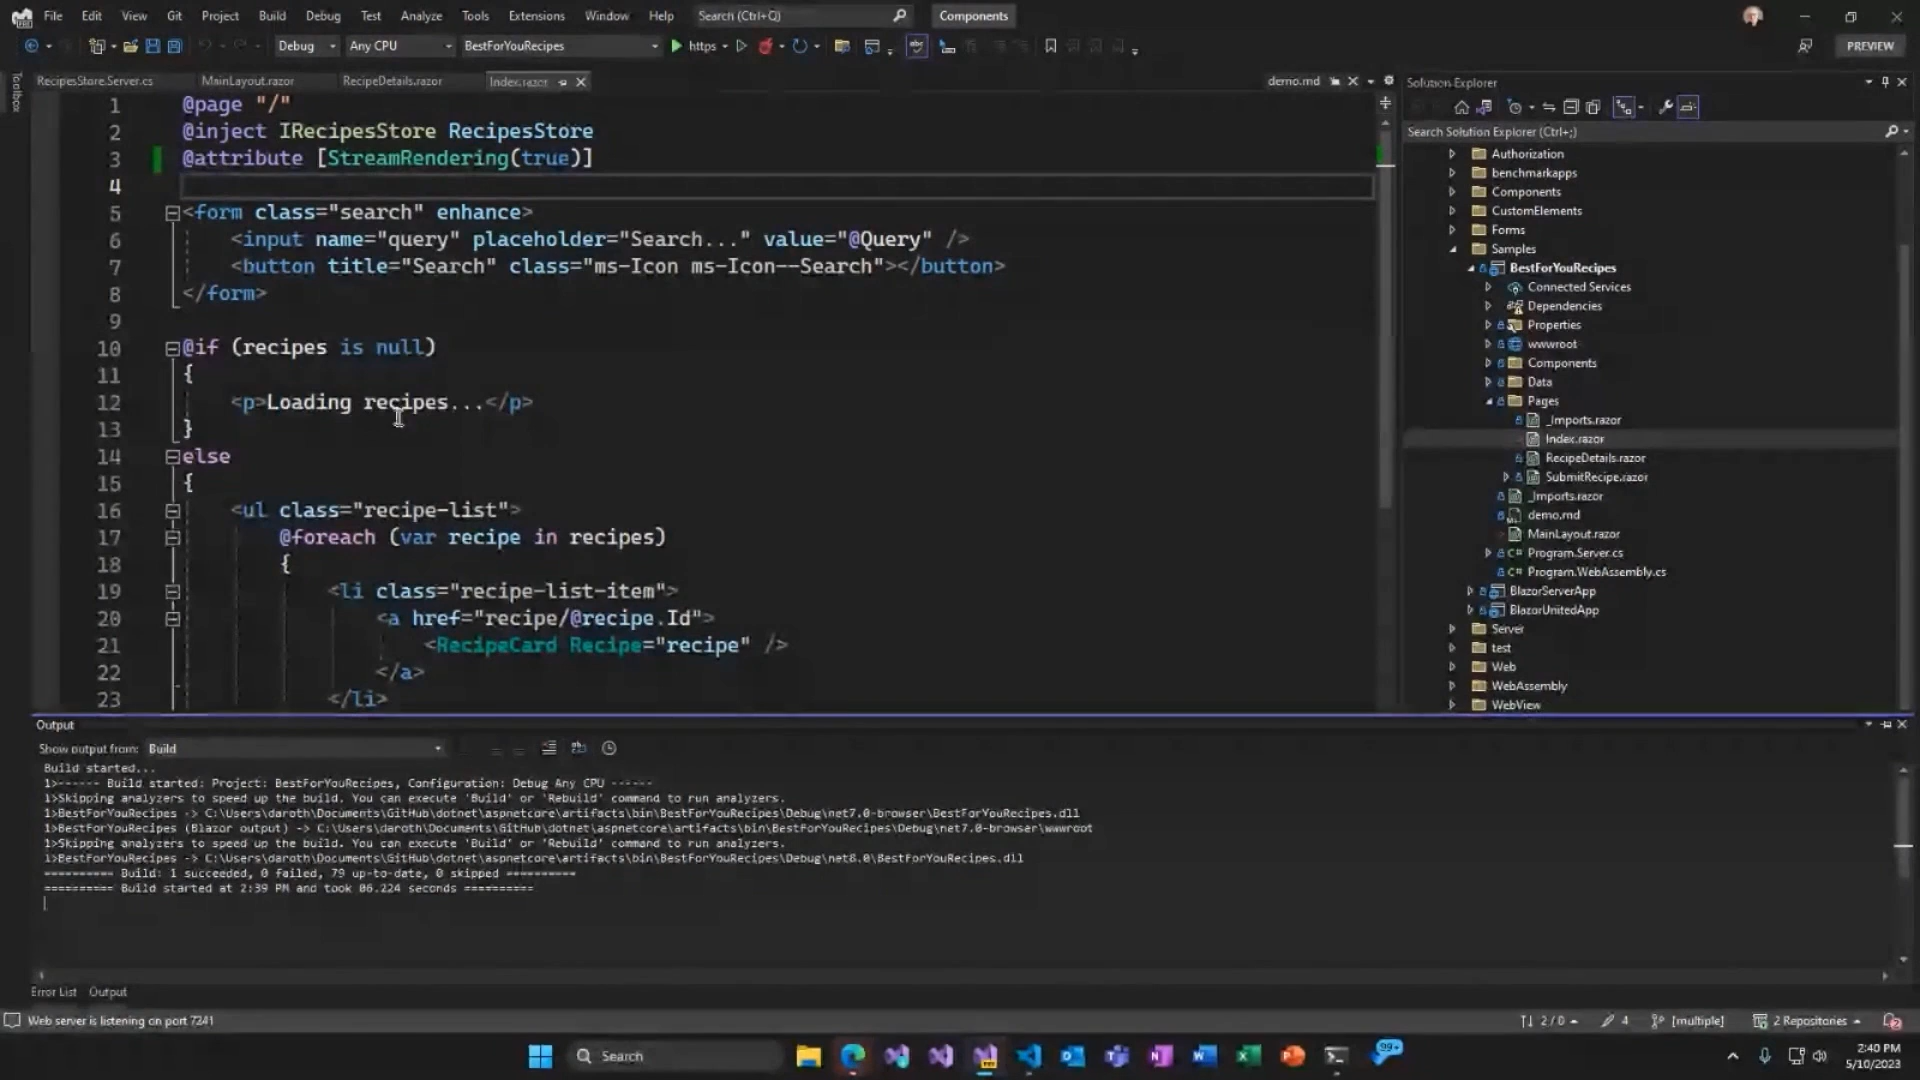 File Edit View Git Project Build Debug Test Analyze Tools Extensions Window Help Search (Ctrl+Q) Components
Debug Any CPU BestForYouRecipes https PREVIEW
Toolbox
RecipesStore.Server.cs MainLayout.razor RecipeDetails.razor Index.razor demo.md
1 @page "/"
2 @inject IRecipesStore RecipesStore
3 @attribute [StreamRendering(true)]
4
5 <form class="search" enhance>
6 <input name="query" placeholder="Search..." value="@Query" />
7 <button title="Search" class="ms-Icon ms-Icon--Search"></button>
8 </form>
9
10 @if (recipes is null)
11 {
12 <p>Loading recipes...</p>
13 }
14 else
15 {
16 <ul class="recipe-list">
17 @foreach (var recipe in recipes)
18 {
19 <li class="recipe-list-item">
20 <a href="recipe/@recipe.Id">
21 <RecipeCard Recipe="recipe" />
22 </a>
23 </li>
Solution Explorer
Search Solution Explorer (Ctrl+;)
Authorization
benchmarkapps
Components
CustomElements
Forms
Samples
BestForYouRecipes
Connected Services
Dependencies
Properties
wwwroot
Components
Data
Pages
_Imports.razor
Index.razor
RecipeDetails.razor
SubmitRecipe.razor
_Imports.razor
demo.md
MainLayout.razor
C# Program.Server.cs
C# Program.WebAssembly.cs
BlazorServerApp
BlazorUnitedApp
Server
test
Web
WebAssembly
WebView
Output
Show output from: Build
Build started...
1>------ Build started: Project: BestForYouRecipes, Configuration: Debug Any CPU ------
1>Skipping analyzers to speed up the build. You can execute 'Build' or 'Rebuild' command to run analyzers.
1>BestForYouRecipes -> C:\Users\daroth\Documents\GitHub\dotnet\aspnetcore\artifacts\bin\BestForYouRecipes\Debug\net7.0-browser\BestForYouRecipes.dll
1>BestForYouRecipes (Blazor output) -> C:\Users\daroth\Documents\GitHub\dotnet\aspnetcore\artifacts\bin\BestForYouRecipes\Debug\net7.0-browser\wwwroot
1>Skipping analyzers to speed up the build. You can execute 'Build' or 'Rebuild' command to run analyzers.
1>BestForYouRecipes -> C:\Users\daroth\Documents\GitHub\dotnet\aspnetcore\artifacts\bin\BestForYouRecipes\Debug\net8.0\BestForYouRecipes.dll
========== Build: 1 succeeded, 0 failed, 79 up-to-date, 0 skipped ==========
========== Build started at 2:39 PM and took 06.224 seconds ==========
Error List Output
Web server is listening on port 7241 2 / 0 4 [multiple] 2 Repositories 2
Search 99+ 2:40 PM
5/10/2023